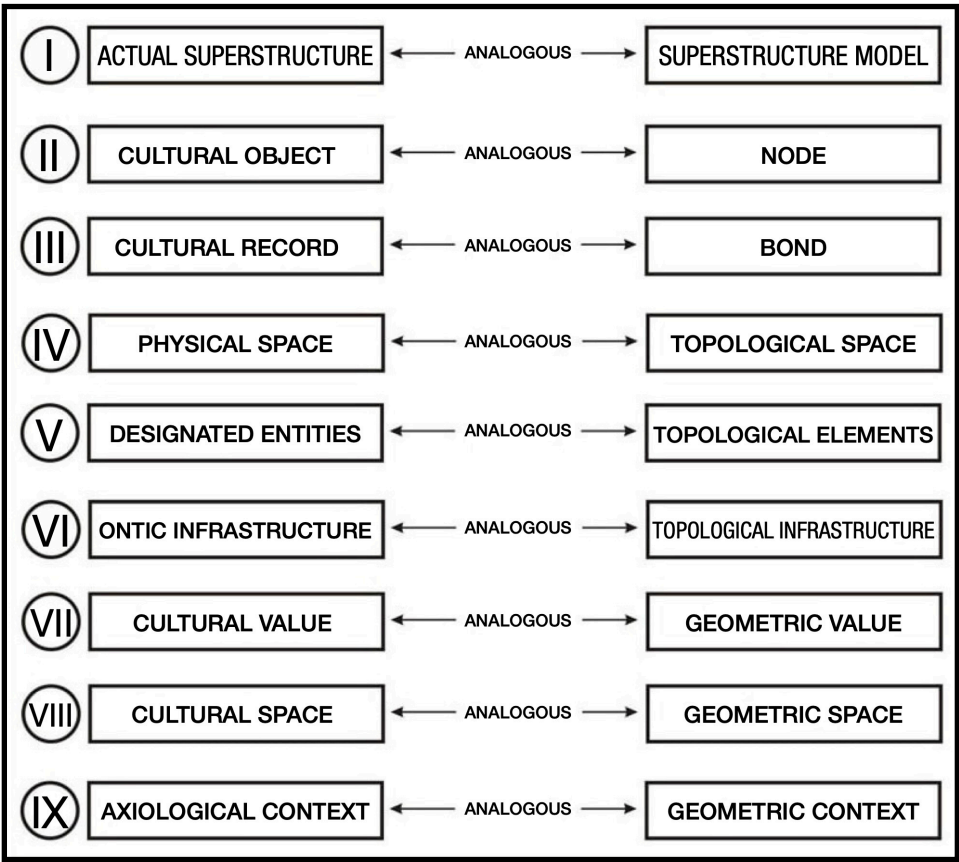 I ACTUAL SUPERSTRUCTURE ANALOGOUS SUPERSTRUCTURE MODEL
II CULTURAL OBJECT ANALOGOUS NODE
III CULTURAL RECORD ANALOGOUS BOND
IV PHYSICAL SPACE ANALOGOUS TOPOLOGICAL SPACE
V DESIGNATED ENTITIES ANALOGOUS TOPOLOGICAL ELEMENTS
VI ONTIC INFRASTRUCTURE ANALOGOUS TOPOLOGICAL INFRASTRUCTURE
VII CULTURAL VALUE ANALOGOUS GEOMETRIC VALUE
VIII CULTURAL SPACE ANALOGOUS GEOMETRIC SPACE
IX AXIOLOGICAL CONTEXT ANALOGOUS GEOMETRIC CONTEXT